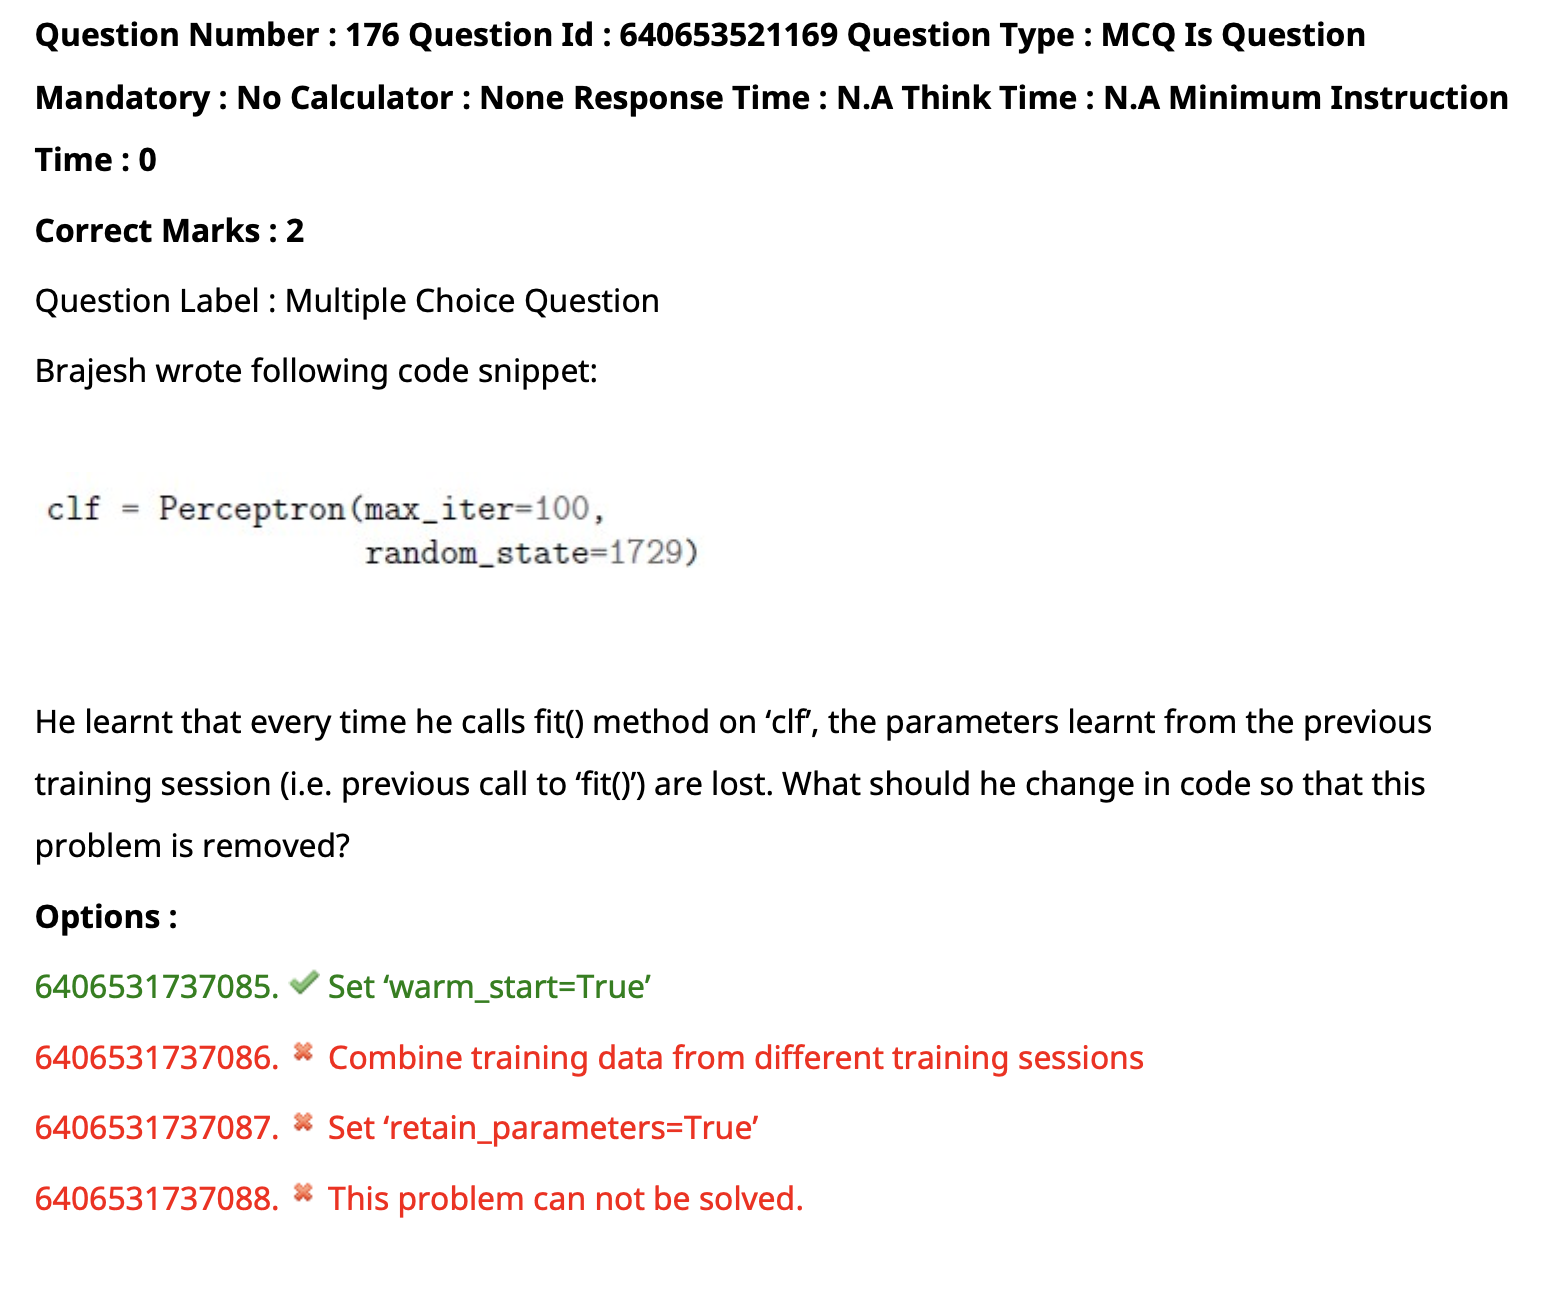 Question Number : 176 Question Id : 640653521169 Question Type : MCQ Is Question
Mandatory : No Calculator : None Response Time : N.A Think Time : N.A Minimum Instruction
Time : 0
Correct Marks : 2
Question Label : Multiple Choice Question
Brajesh wrote following code snippet:
clf = Perceptron(max_iter=100,
random_state=1729)
He learnt that every time he calls fit() method on ‘clf’, the parameters learnt from the previous
training session (i.e. previous call to ‘fit()’) are lost. What should he change in code so that this
problem is removed?
Options :
6406531737085. ✔ Set ‘warm_start=True’
6406531737086. ✖ Combine training data from different training sessions
6406531737087. ✖ Set ‘retain_parameters=True’
6406531737088. ✖ This problem can not be solved.